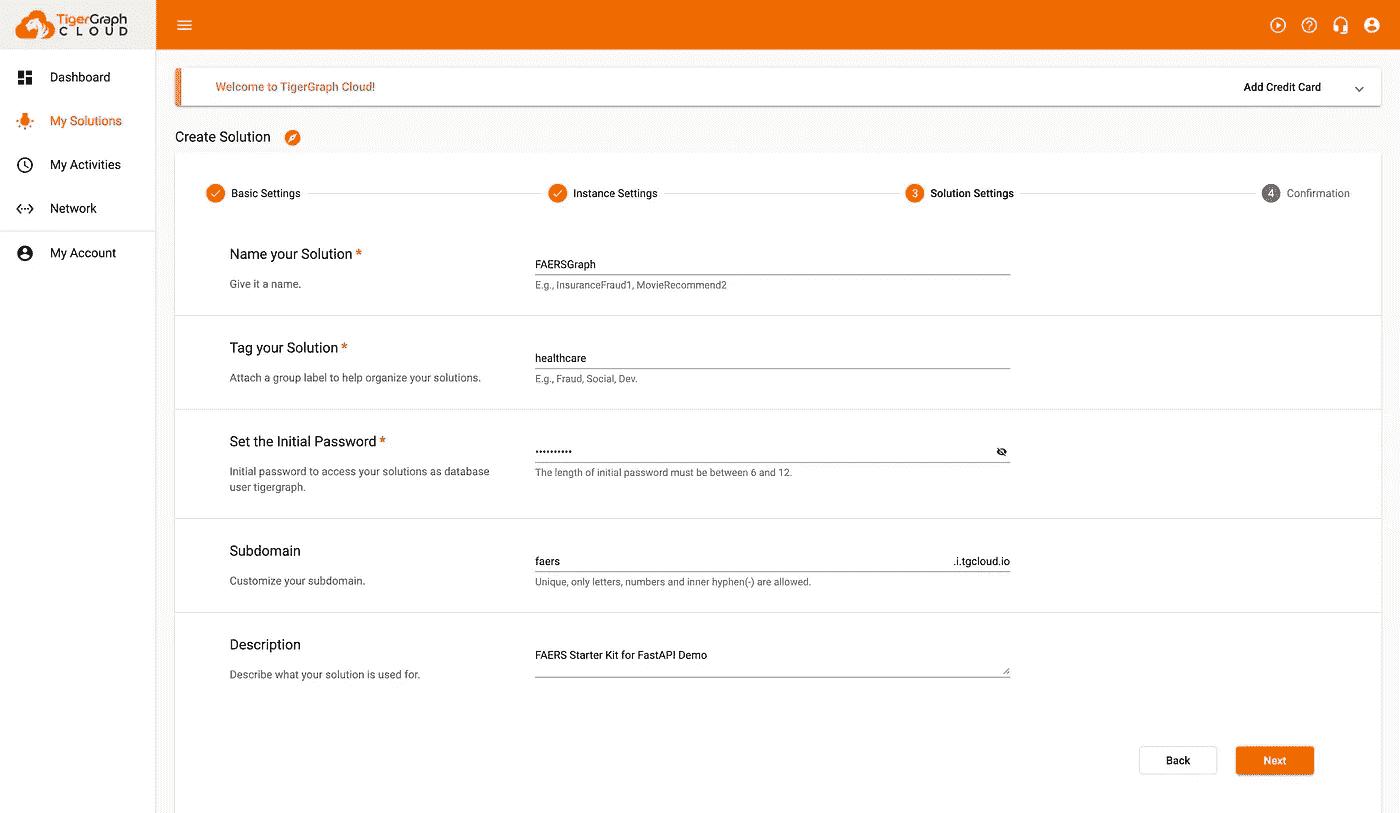 TigerGraph
CLOUD
Dashboard
My Solutions
My Activities
Network
My Account
Welcome to TigerGraph Cloud!
Add Credit Card
Create Solution
Basic Settings
Instance Settings
3 Solution Settings
4 Confirmation
Name your Solution *
Give it a name.
FAERSGraph
E.g., InsuranceFraud1, MovieRecommend2
Tag your Solution *
Attach a group label to help organize your solutions.
healthcare
E.g., Fraud, Social, Dev.
Set the Initial Password *
Initial password to access your solutions as database
user tigergraph.
••••••••••
The length of initial password must be between 6 and 12.
Subdomain
Customize your subdomain.
faers .i.tgcloud.io
Unique, only letters, numbers and inner hyphen(-) are allowed.
Description
Describe what your solution is used for.
FAERS Starter Kit for FastAPI Demo
Back
Next